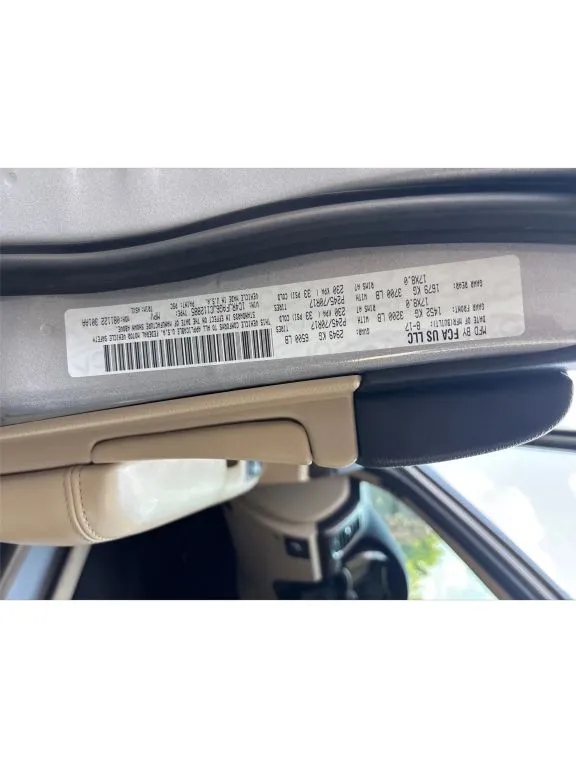 MFD BY FCA US LLC
DATE OF MFR/SCULTI: 8-17 GVWR: 2949 KG 6500 LB
GAWR FRONT: 1452 KG 3200 LB WITH P245/70R17 TIRES
17X8.0 RIMS AT 230 KPA / 33 PSI COLD
GAWR REAR: 1679 KG 3700 LB WITH P245/70R17 TIRES
17X8.0 RIMS AT 230 KPA / 33 PSI COLD
THIS VEHICLE CONFORMS TO ALL APPLICABLE FEDERAL MOTOR VEHICLE SAFETY
STANDARDS IN EFFECT ON THE DATE OF MANUFACTURE SHOWN ABOVE.
TYPE: MPV
VEHICLE MADE IN U.S.A.